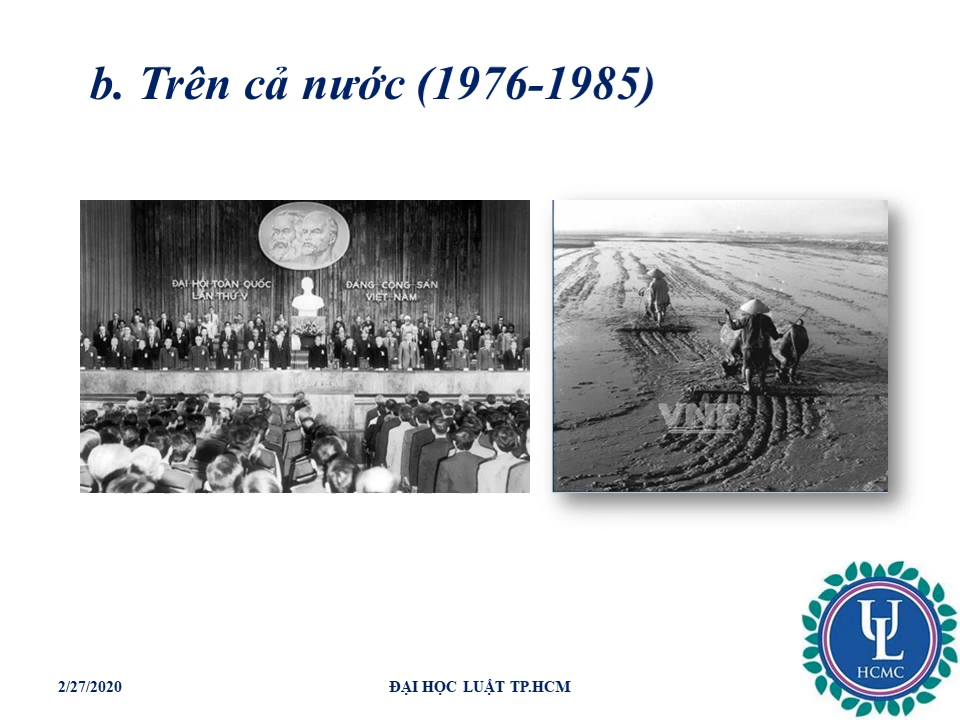 b. Trên cả nước (1976-1985)
ĐẠI HỘI TOÀN QUỐC
LẦN THỨ V
ĐẢNG CỘNG SẢN
VIỆT NAM
VNP
UL
HCMC
2/27/2020
ĐẠI HỌC LUẬT TP.HCM